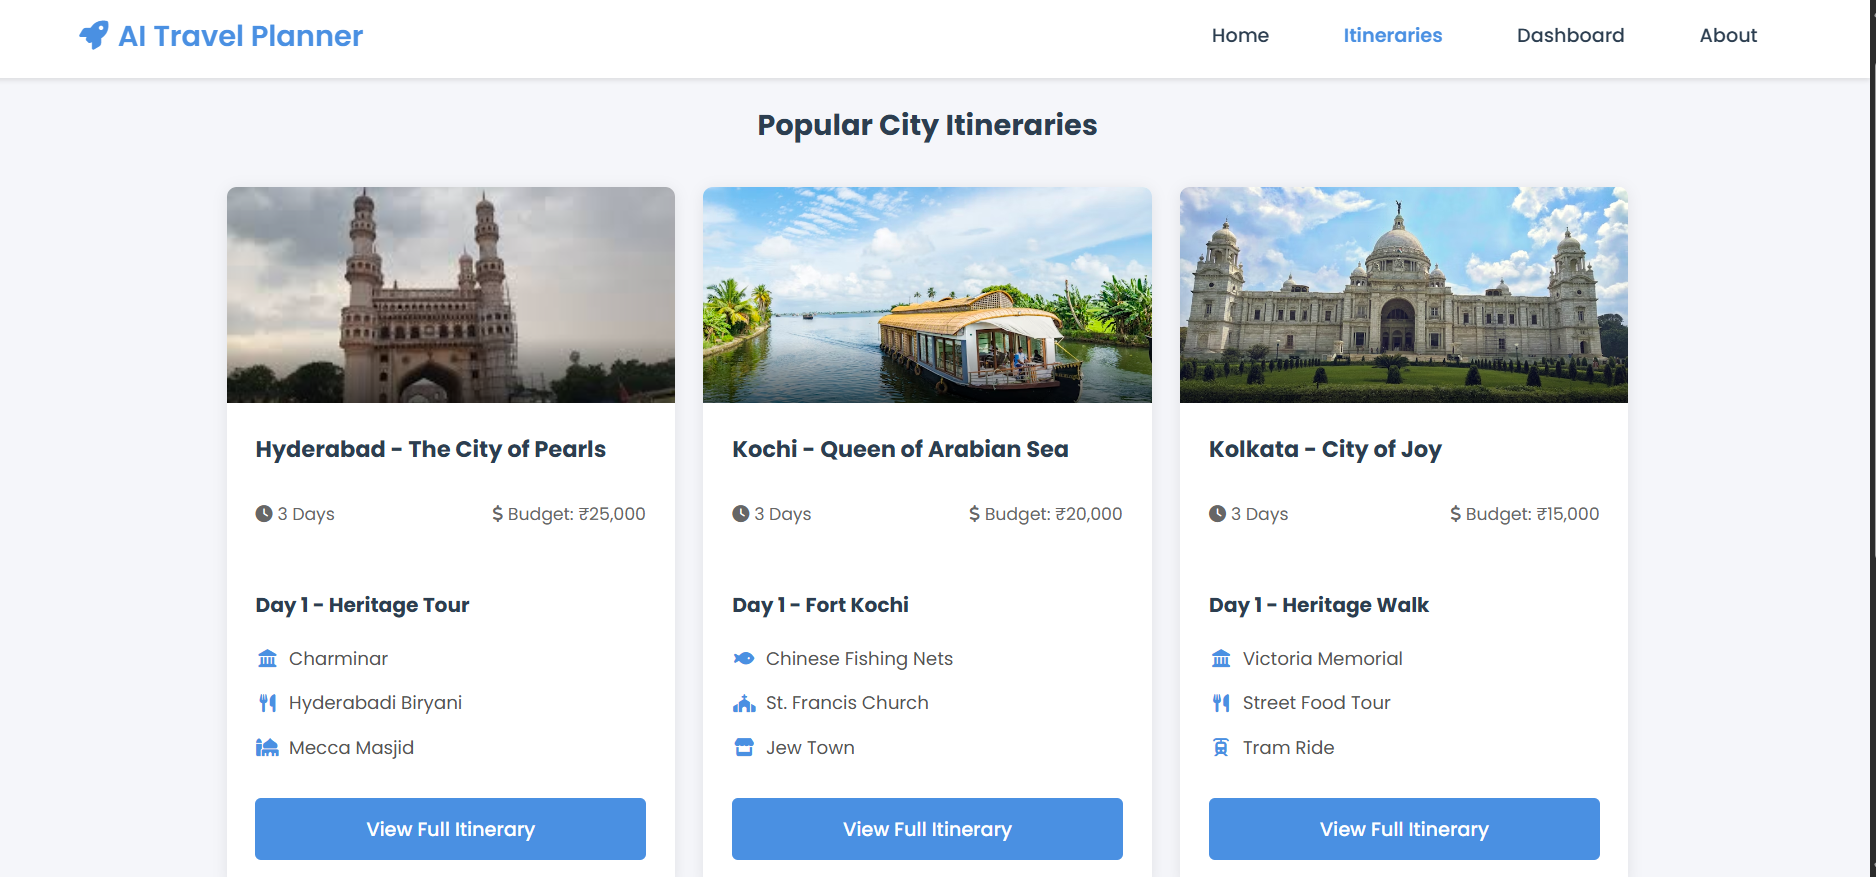 AI Travel Planner
Home
Itineraries
Dashboard
About
Popular City Itineraries
Hyderabad - The City of Pearls
3 Days
$ Budget: ₹25,000
Day 1 - Heritage Tour
Charminar
Hyderabadi Biryani
Mecca Masjid
View Full Itinerary
Kochi - Queen of Arabian Sea
3 Days
$ Budget: ₹20,000
Day 1 - Fort Kochi
Chinese Fishing Nets
St. Francis Church
Jew Town
View Full Itinerary
Kolkata - City of Joy
3 Days
$ Budget: ₹15,000
Day 1 - Heritage Walk
Victoria Memorial
Street Food Tour
Tram Ride
View Full Itinerary